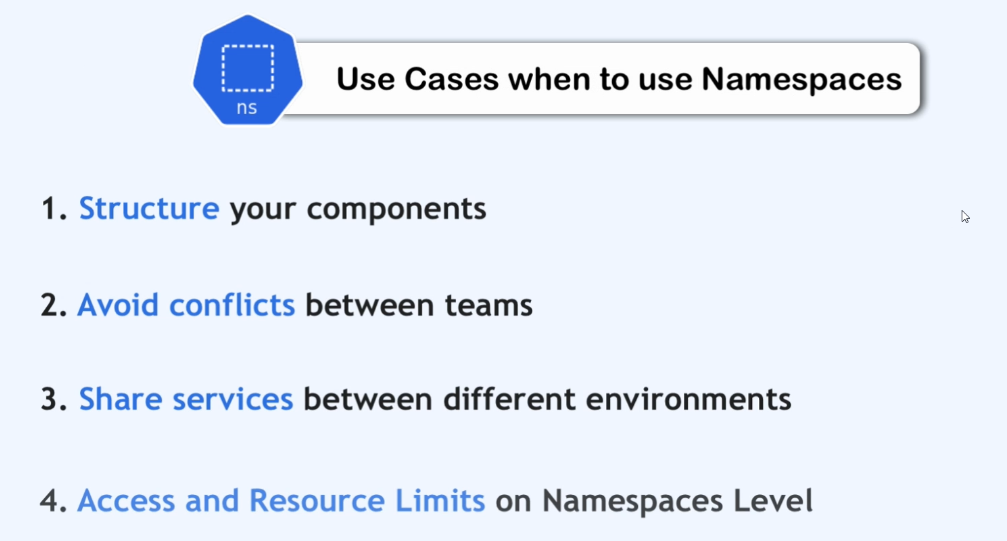 ns
Use Cases when to use Namespaces
1. Structure your components
2. Avoid conflicts between teams
3. Share services between different environments
4. Access and Resource Limits on Namespaces Level